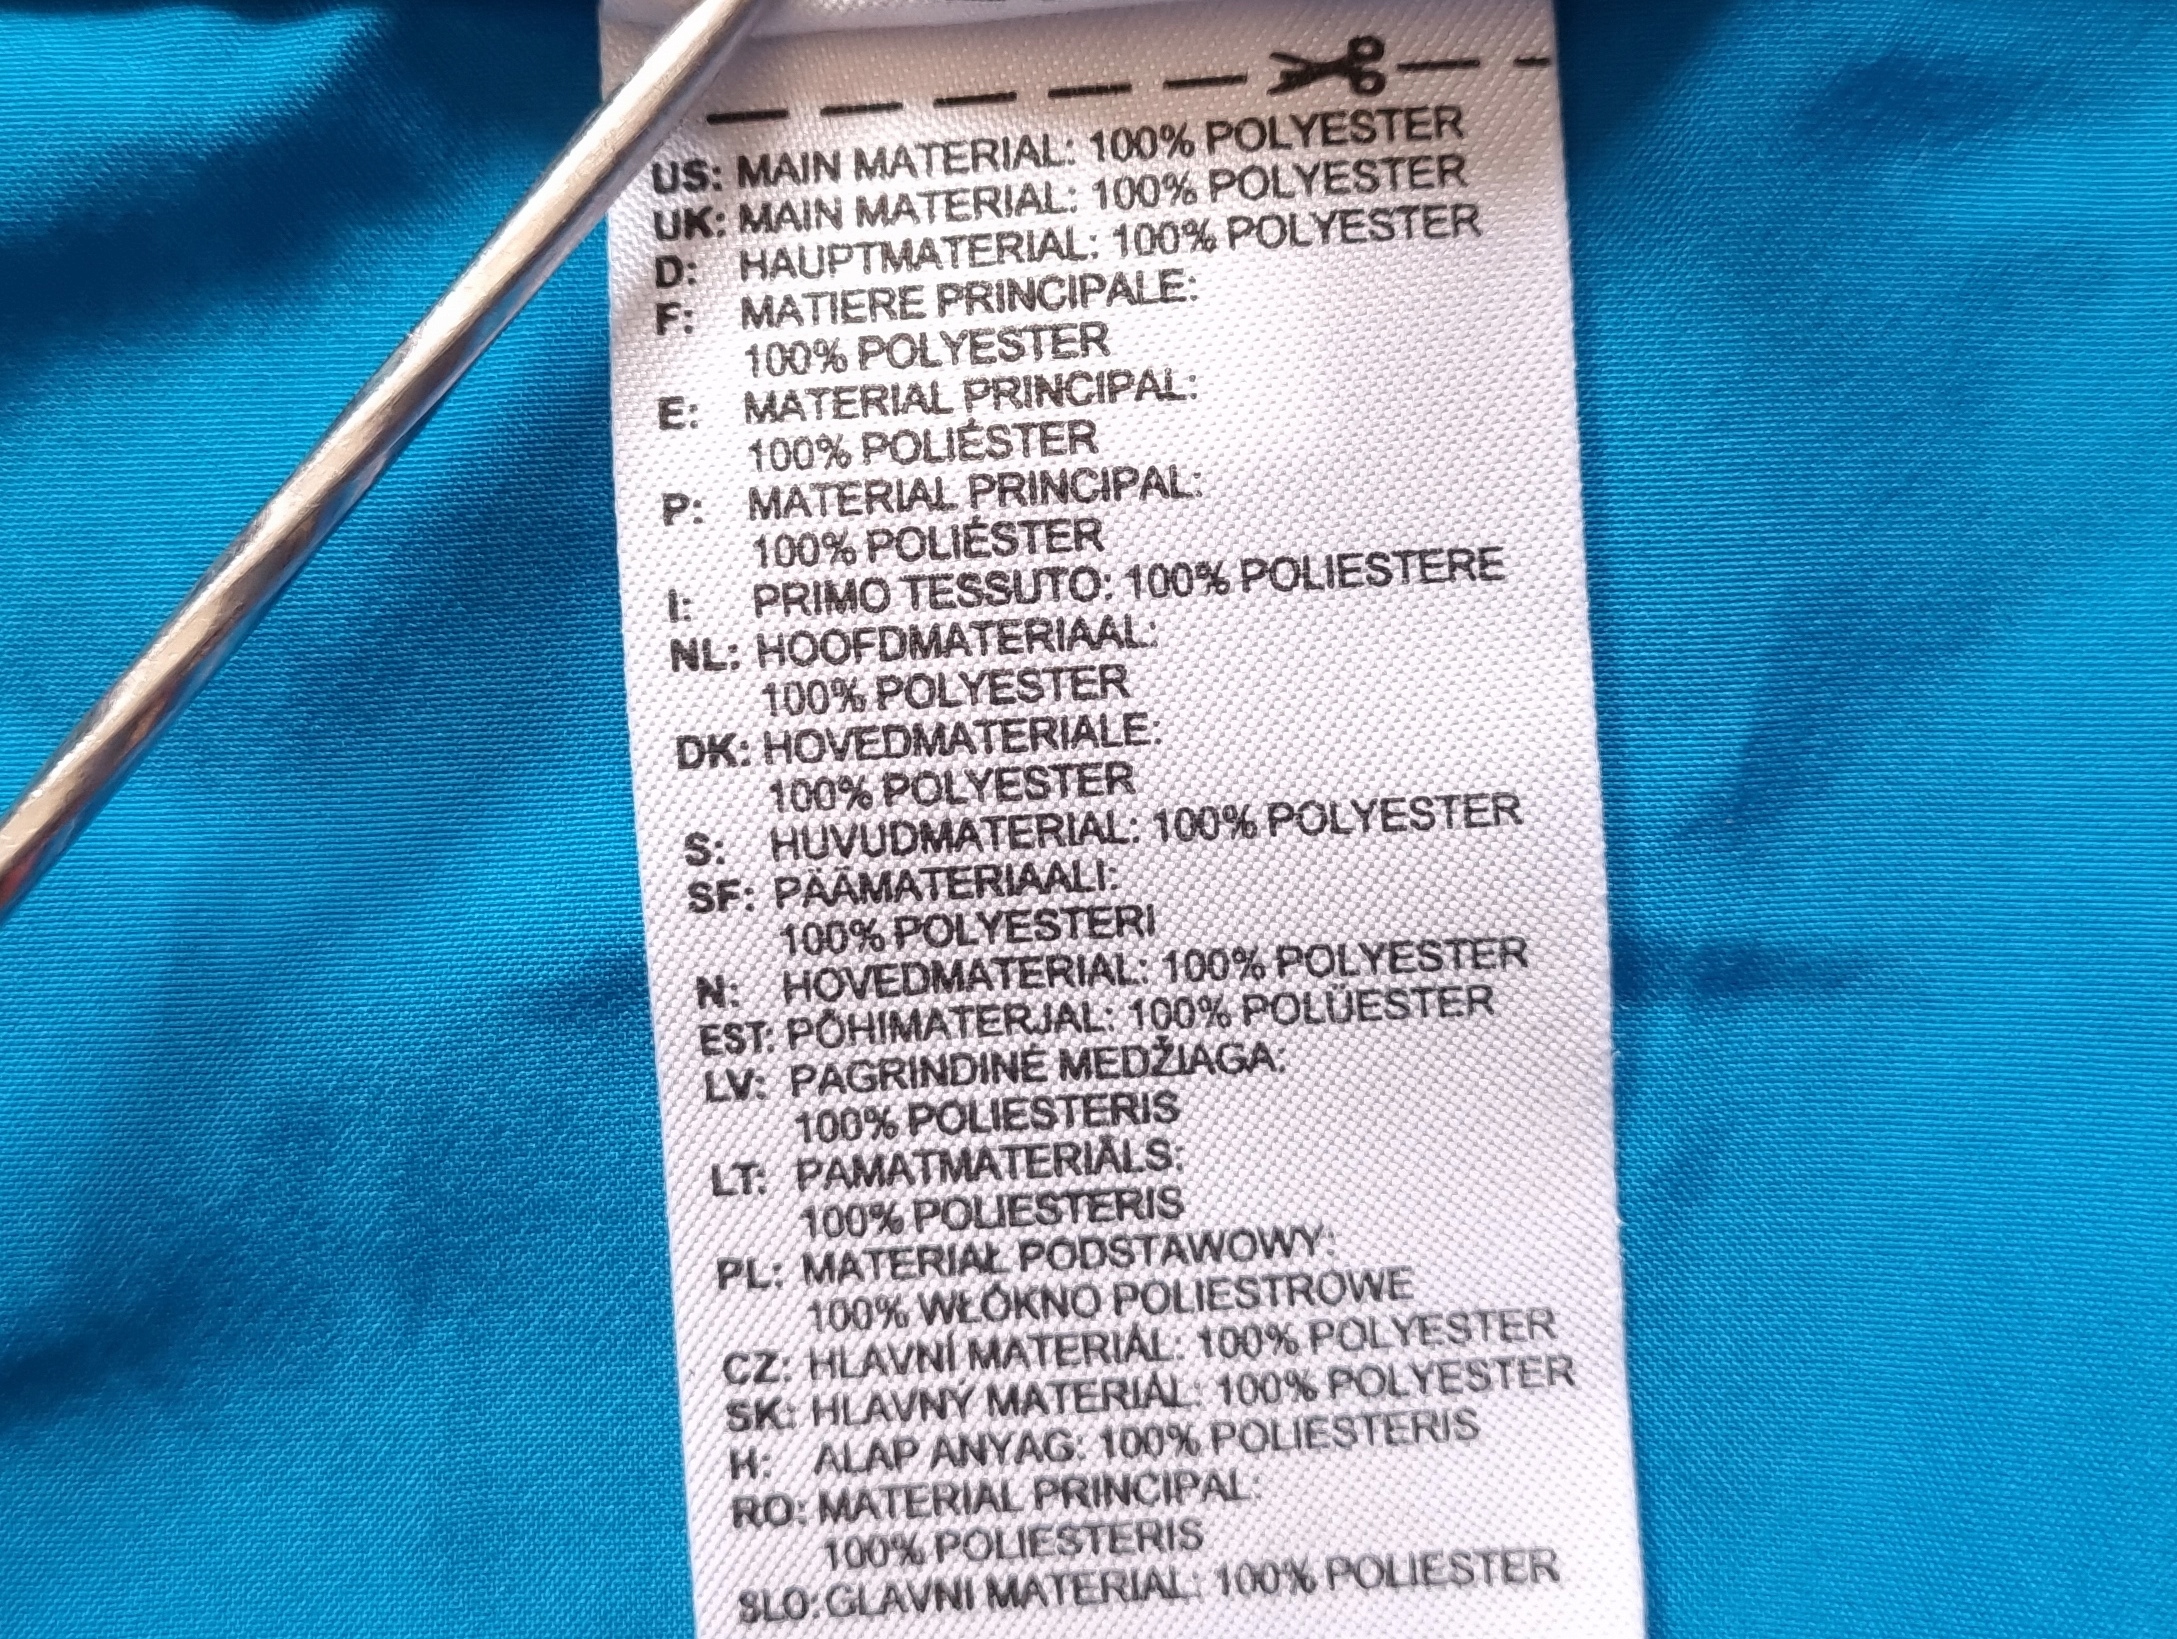 US: MAIN MATERIAL: 100% POLYESTER
UK: MAIN MATERIAL: 100% POLYESTER
D: HAUPTMATERIAL: 100% POLYESTER
F: MATIERE PRINCIPALE:
100% POLYESTER
E: MATERIAL PRINCIPAL:
100% POLIÉSTER
P: MATERIAL PRINCIPAL:
100% POLIÉSTER
I: PRIMO TESSUTO: 100% POLIESTERE
NL: HOOFDMATERIAAL:
100% POLYESTER
DK: HOVEDMATERIALE:
100% POLYESTER
S: HUVUDMATERIAL: 100% POLYESTER
SF: PÄÄMATERIAALI:
100% POLYESTERI
N: HOVEDMATERIAL: 100% POLYESTER
EST: PÕHIMATERJAL: 100% POLÜESTER
LV: PAGRINDINĖ MEDŽIAGA:
100% POLIESTERIS
LT: PAMATMATERIĀLS:
100% POLIESTERIS
PL: MATERIAŁ PODSTAWOWY:
100% WŁÓKNO POLIESTROWE
CZ: HLAVNÍ MATERIÁL: 100% POLYESTER
SK: HLAVNÝ MATERIÁL: 100% POLYESTER
H: ALAP ANYAG: 100% POLIESTERIS
RO: MATERIAL PRINCIPAL:
100% POLIESTERIS
SLO: GLAVNI MATERIAL: 100% POLIESTER